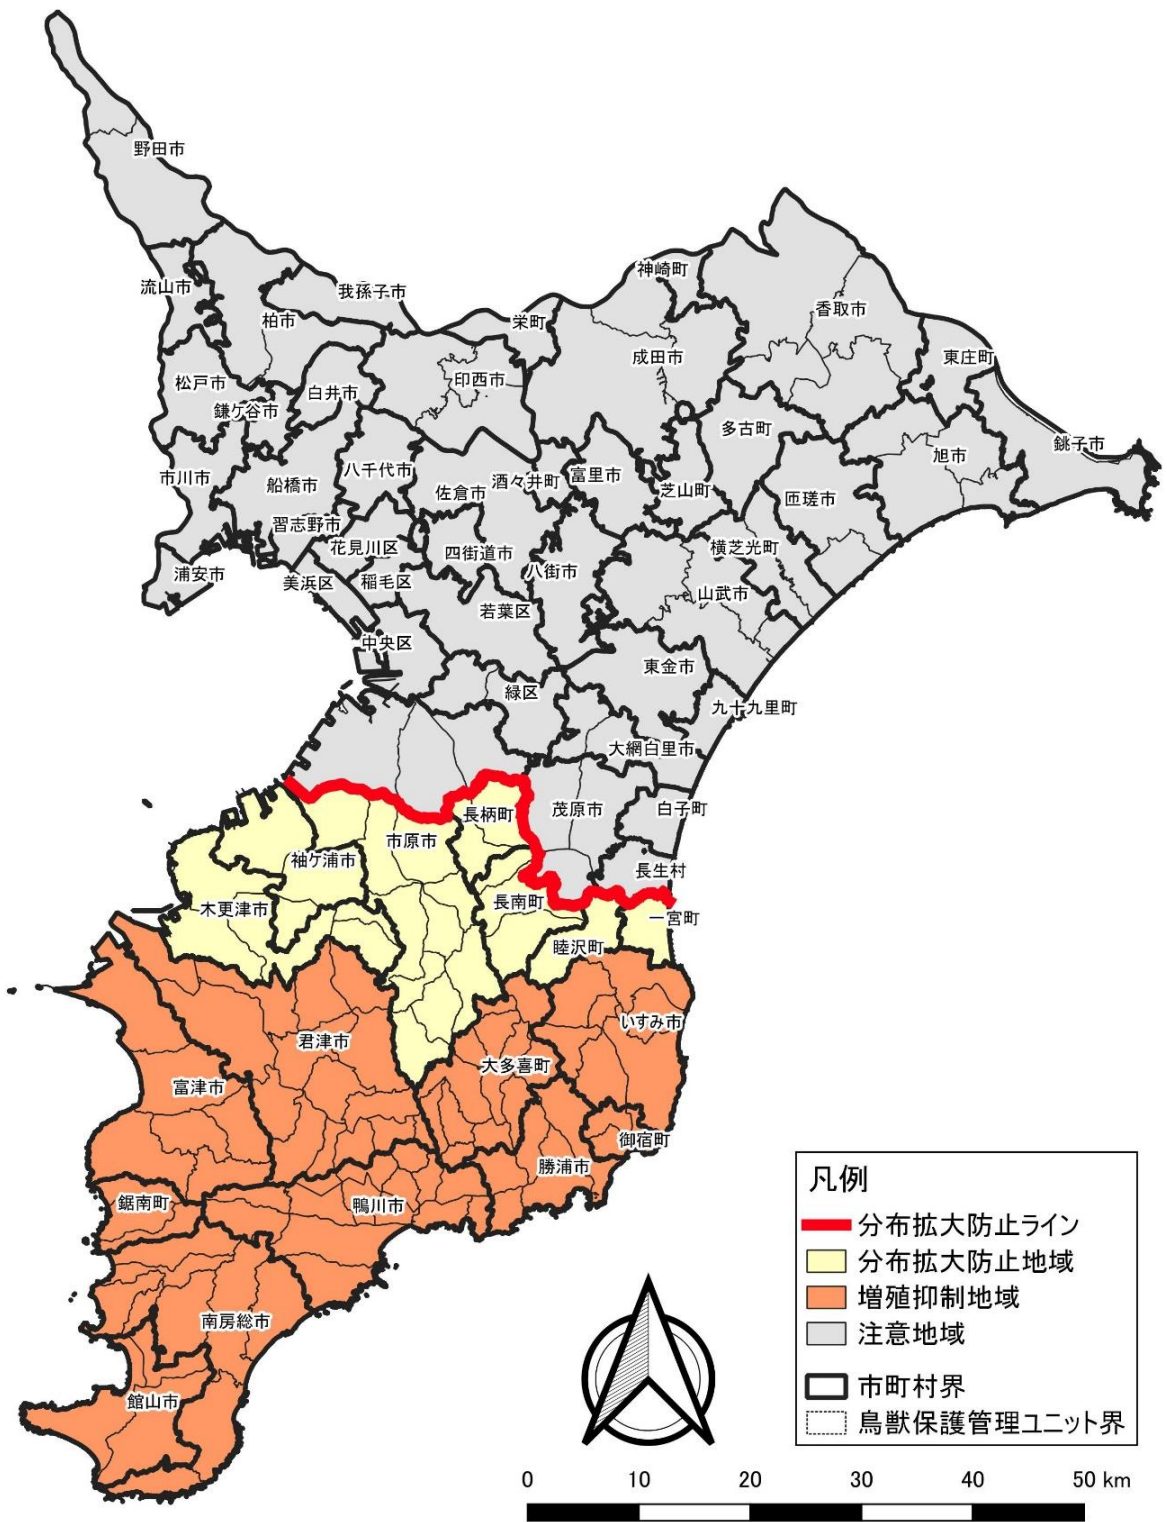 野田市
流山市
我孫子市
柏市
神崎町
栄町
香取市
成田市
東庄町
松戸市
鎌ケ谷市
白井市
印西市
多古町
銚子市
旭市
市川市
船橋市
八千代市
佐倉市
酒々井町
富里市
芝山町
匝瑳市
習志野市
花見川区
四街道市
八街市
横芝光町
浦安市
美浜区
稲毛区
若葉区
山武市
中央区
東金市
緑区
九十九里町
大網白里市
長柄町
茂原市
白子町
市原市
袖ケ浦市
長生村
木更津市
長南町
一宮町
睦沢町
君津市
いすみ市
大多喜町
富津市
御宿町
勝浦市
鋸南町
鴨川市
南房総市
館山市
凡例
分布拡大防止ライン
分布拡大防止地域
増殖抑制地域
注意地域
市町村界
鳥獣保護管理ユニット界
0 10 20 30 40 50 km